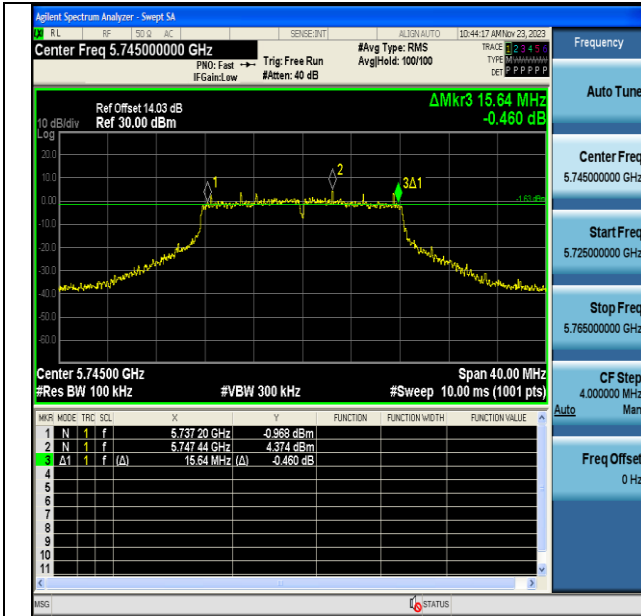 Agilent Spectrum Analyzer - Swept SA
RL RF 50 Ω AC SENSE:INT ALIGN AUTO 10:44:17 AM Nov 23, 2023
Center Freq 5.745000000 GHz #Avg Type: RMS TRACE 1 2 3 4 5 6
PNO: Fast Trig: Free Run Avg|Hold: 100/100 TYPE M
IFGain:Low #Atten: 40 dB DET P P P P P P
Frequency
Auto Tune
Center Freq
5.745000000 GHz
Start Freq
5.725000000 GHz
Stop Freq
5.765000000 GHz
CF Step
4.000000 MHz
Auto Man
Freq Offset
0 Hz
ΔMkr3 15.64 MHz
-0.460 dB
Ref Offset 14.03 dB
10 dB/div Ref 30.00 dBm
Log
20.0
10.0
0.00
-10.0
-20.0
-30.0
-40.0
-50.0
-60.0
1
2
3Δ1
-1.63 dBm
Center 5.74500 GHz Span 40.00 MHz
#Res BW 100 kHz #VBW 300 kHz #Sweep 10.00 ms (1001 pts)
MKR MODE TRC SCL X Y FUNCTION FUNCTION WIDTH FUNCTION VALUE
1 N 1 f 5.737 20 GHz -0.968 dBm
2 N 1 f 5.747 44 GHz 4.374 dBm
3 Δ1 1 f (Δ) 15.64 MHz (Δ) -0.460 dB
4
5
6
7
8
9
10
11
MSG STATUS